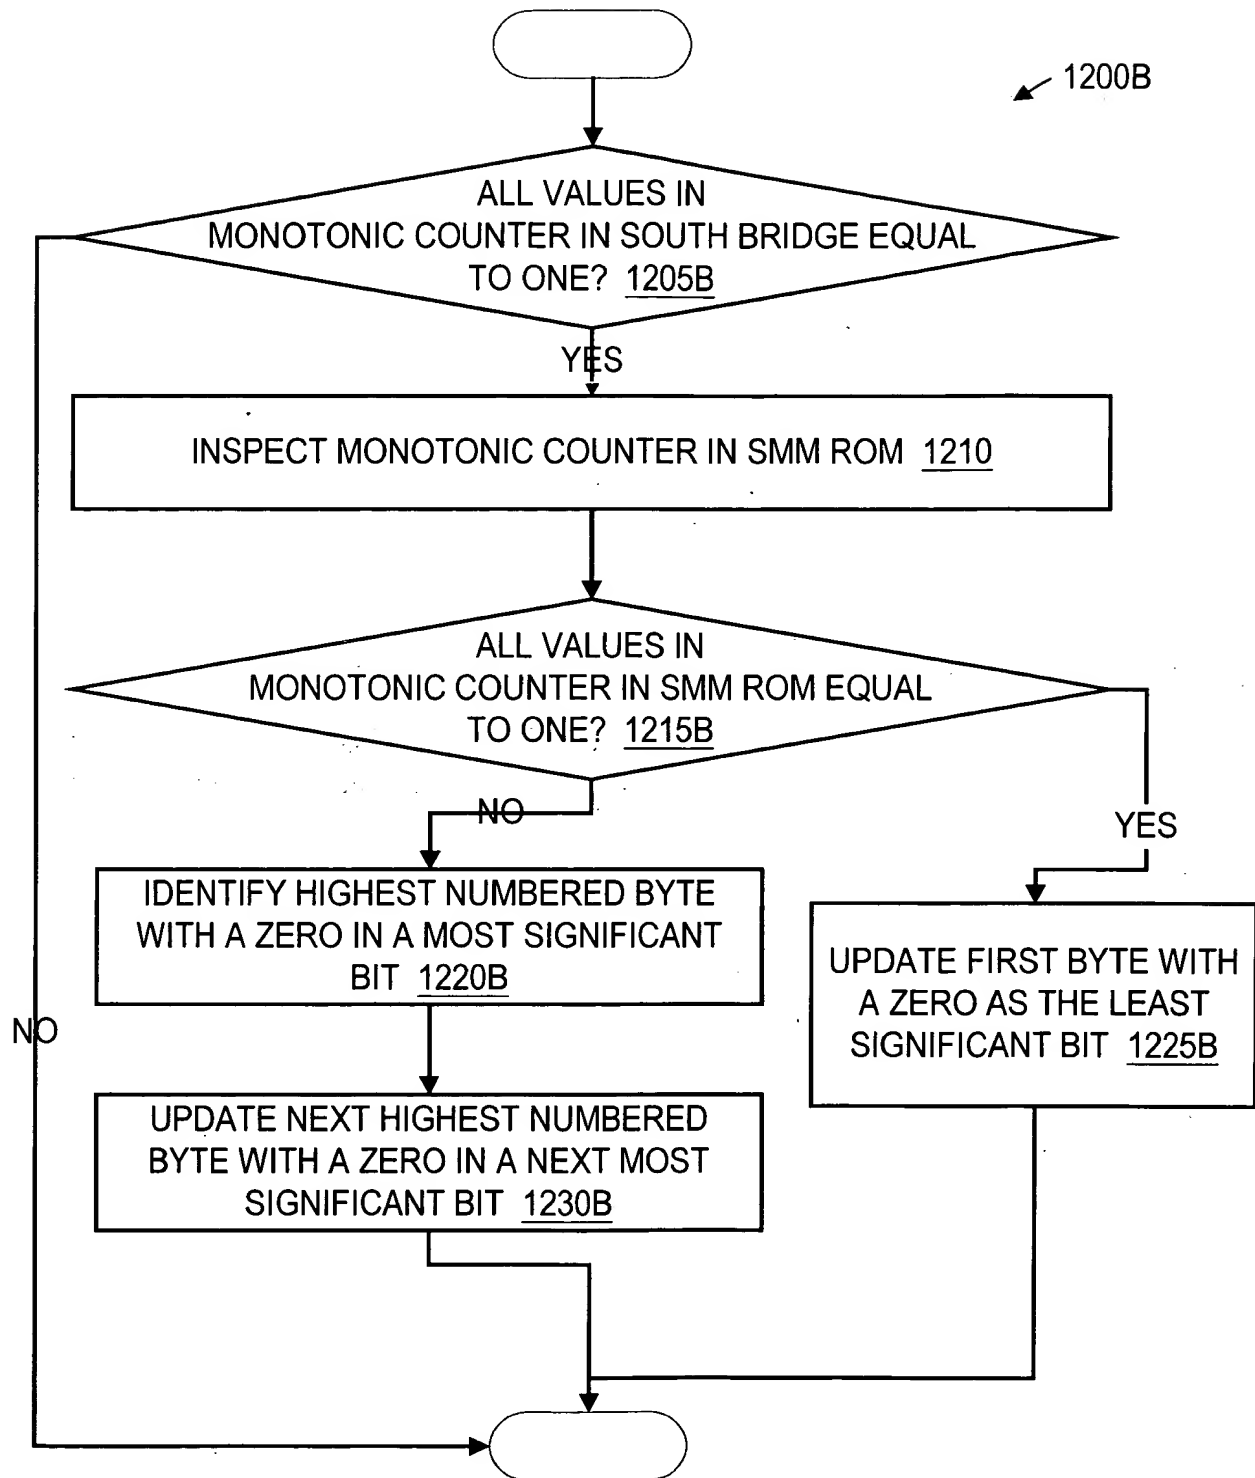 1200B
ALL VALUES IN
MONOTONIC COUNTER IN SOUTH BRIDGE EQUAL
TO ONE? 1205B
YES
INSPECT MONOTONIC COUNTER IN SMM ROM 1210
ALL VALUES IN
MONOTONIC COUNTER IN SMM ROM EQUAL
TO ONE? 1215B
NO
YES
IDENTIFY HIGHEST NUMBERED BYTE
WITH A ZERO IN A MOST SIGNIFICANT
BIT 1220B
UPDATE FIRST BYTE WITH
A ZERO AS THE LEAST
SIGNIFICANT BIT 1225B
NO
UPDATE NEXT HIGHEST NUMBERED
BYTE WITH A ZERO IN A NEXT MOST
SIGNIFICANT BIT 1230B